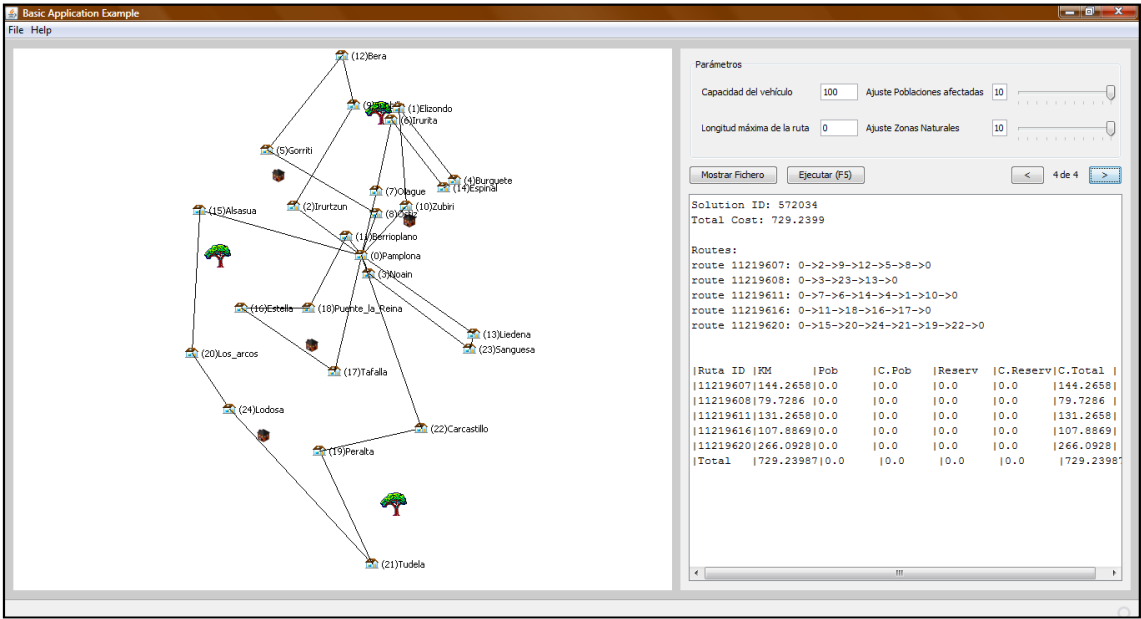 Basic Application Example
File Help
(12)Bera
(1)Elizondo
(6)Irurita
(5)Gorriti
(4)Burguete
(14)Espinal
(7)Olague
(2)Irurtzun
(10)Zubiri
(15)Alsasua
(8)Ostiz
(11)Berrioplano
(0)Pamplona
(3)Noain
(16)Estella
(18)Puente_la_Reina
(13)Liedena
(23)Sanguesa
(20)Los_arcos
(17)Tafalla
(24)Lodosa
(22)Carcastillo
(19)Peralta
(21)Tudela
Parámetros
Capacidad del vehículo 100 Ajuste Poblaciones afectadas 10
Longitud máxima de la ruta 0 Ajuste Zonas Naturales 10
Mostrar Fichero Ejecutar (F5) < 4 de 4 >
Solution ID: 572034
Total Cost: 729.2399
Routes:
route 11219607: 0->2->9->12->5->8->0
route 11219608: 0->3->23->13->0
route 11219611: 0->7->6->14->4->1->10->0
route 11219616: 0->11->18->16->17->0
route 11219620: 0->15->20->24->21->19->22->0
|Ruta ID |KM |Pob |C.Pob |Reserv |C.Reserv|C.Total |
|11219607|144.2658|0.0 |0.0 |0.0 |0.0 |144.2658|
|11219608|79.7286 |0.0 |0.0 |0.0 |0.0 |79.7286 |
|11219611|131.2658|0.0 |0.0 |0.0 |0.0 |131.2658|
|11219616|107.8869|0.0 |0.0 |0.0 |0.0 |107.8869|
|11219620|266.0928|0.0 |0.0 |0.0 |0.0 |266.0928|
|Total |729.23987|0.0 |0.0 |0.0 |0.0 |729.23987